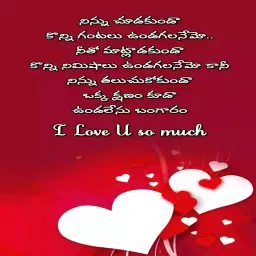 నిన్ను చూడకుండా
కొన్ని గంటలు ఉండగలనేమో..
నీతో మాట్లాడకుండా
కొన్ని నిమిషాలు ఉండగలనేమో కానీ
నిన్ను తలుచుకోకుండా
ఒక్క క్షణం కూడా
ఉండలేను బంగారం
I Love U so much